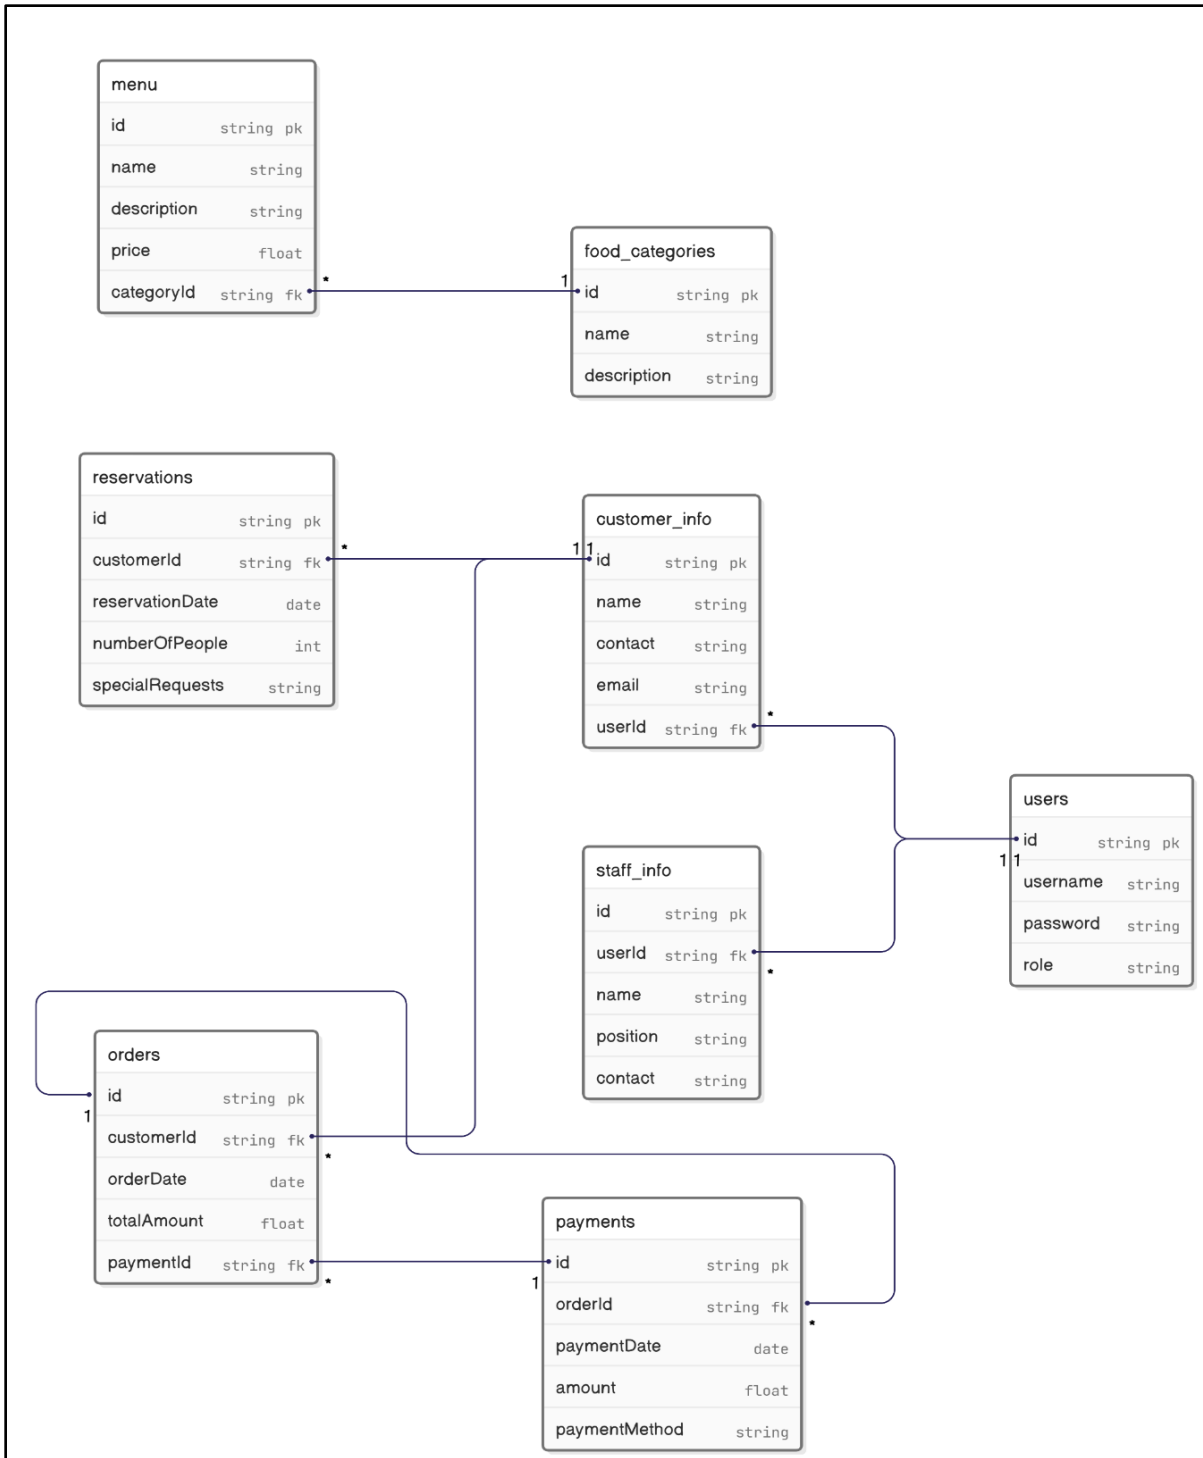 menu
id string pk
name string
description string
price float
categoryId string fk
*
1
food_categories
id string pk
name string
description string
reservations
id string pk
customerId string fk
reservationDate date
numberOfPeople int
specialRequests string
*
1 1
customer_info
id string pk
name string
contact string
email string
userId string fk
*
users
id string pk
username string
password string
role string
1 1
staff_info
id string pk
userId string fk
name string
position string
contact string
*
orders
id string pk
customerId string fk
orderDate date
totalAmount float
paymentId string fk
1
*
*
1
payments
id string pk
orderId string fk
paymentDate date
amount float
paymentMethod string
*